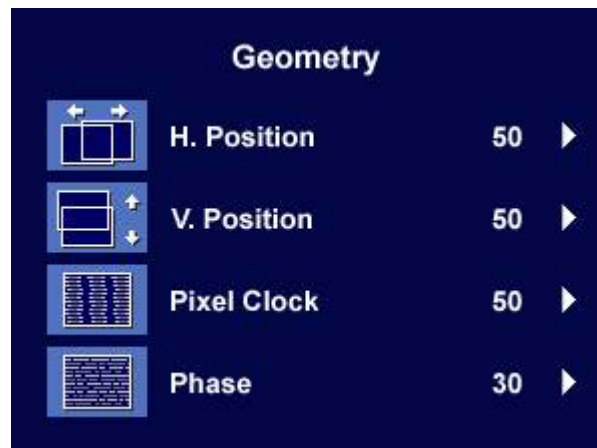 Geometry
H. Position 50
V. Position 50
Pixel Clock 50
Phase 30